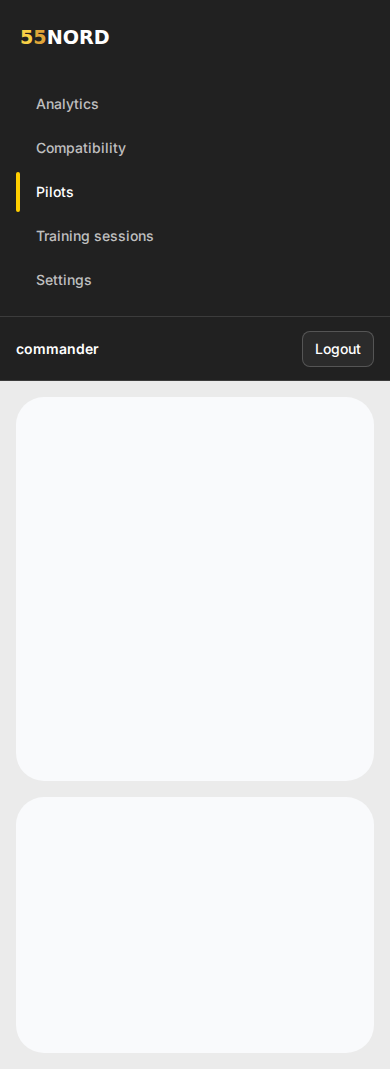 55NORD
Analytics
Compatibility
Pilots
Training sessions
Settings
commander
Logout